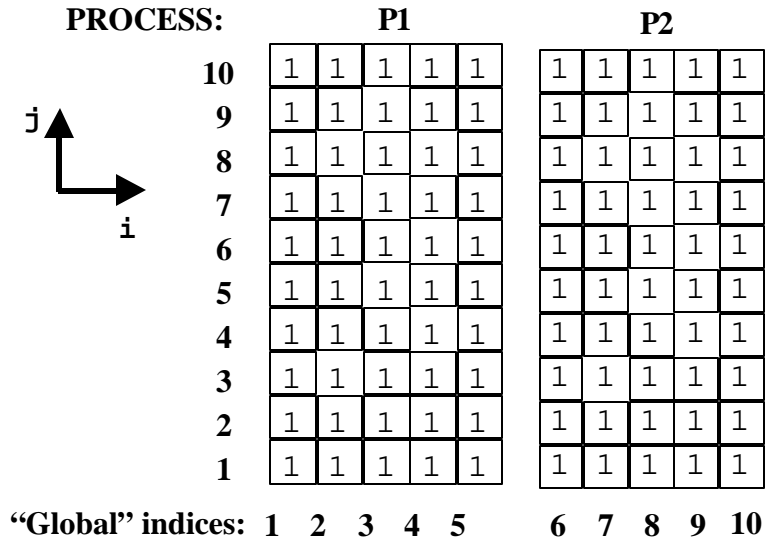 PROCESS: P1 P2
10 1 1 1 1 1 1 1 1 1 1
9 1 1 1 1 1 1 1 1 1 1
8 1 1 1 1 1 1 1 1 1 1
7 1 1 1 1 1 1 1 1 1 1
6 1 1 1 1 1 1 1 1 1 1
5 1 1 1 1 1 1 1 1 1 1
4 1 1 1 1 1 1 1 1 1 1
3 1 1 1 1 1 1 1 1 1 1
2 1 1 1 1 1 1 1 1 1 1
1 1 1 1 1 1 1 1 1 1 1
j
i
“Global” indices: 1 2 3 4 5 6 7 8 9 10